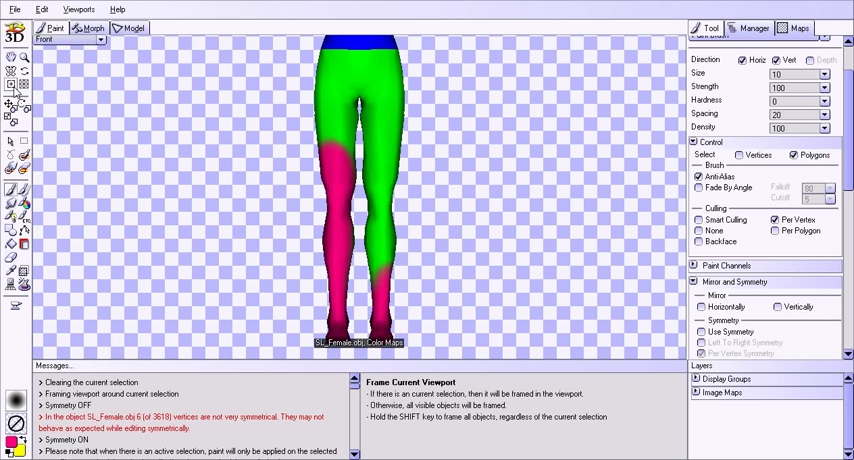 File Edit Viewports Help
3D Paint Morph Model Tool Manager Maps
Front
Direction Horiz Vert Depth
Size 10
Strength 100
Hardness 0
Spacing 20
Density 100
Control
Select Vertices Polygons
Brush
Anti-Alias
Fade By Angle Falloff 80
Cutoff 5
Culling
Smart Culling Per Vertex
None Per Polygon
Backface
Paint Channels
Mirror and Symmetry
Mirror
Horizontally Vertically
Symmetry
Use Symmetry
Left To Right Symmetry
Per Vertex Symmetry
SL_Female.obj, Color Maps
Messages...
> Clearing the current selection
> Framing viewport around current selection
> Symmetry OFF
> In the object SL_Female.obj 6 (of 3618) vertices are not very symmetrical. They may not
behave as expected while editing symmetrically.
> Symmetry ON
> Please note that when there is an active selection, paint will only be applied on the selected
Frame Current Viewport
- If there is an current selection, then it will be framed in the viewport.
- Otherwise, all visible objects will be framed.
- Hold the SHIFT key to frame all objects, regardless of the current selection
Layers
Display Groups
Image Maps